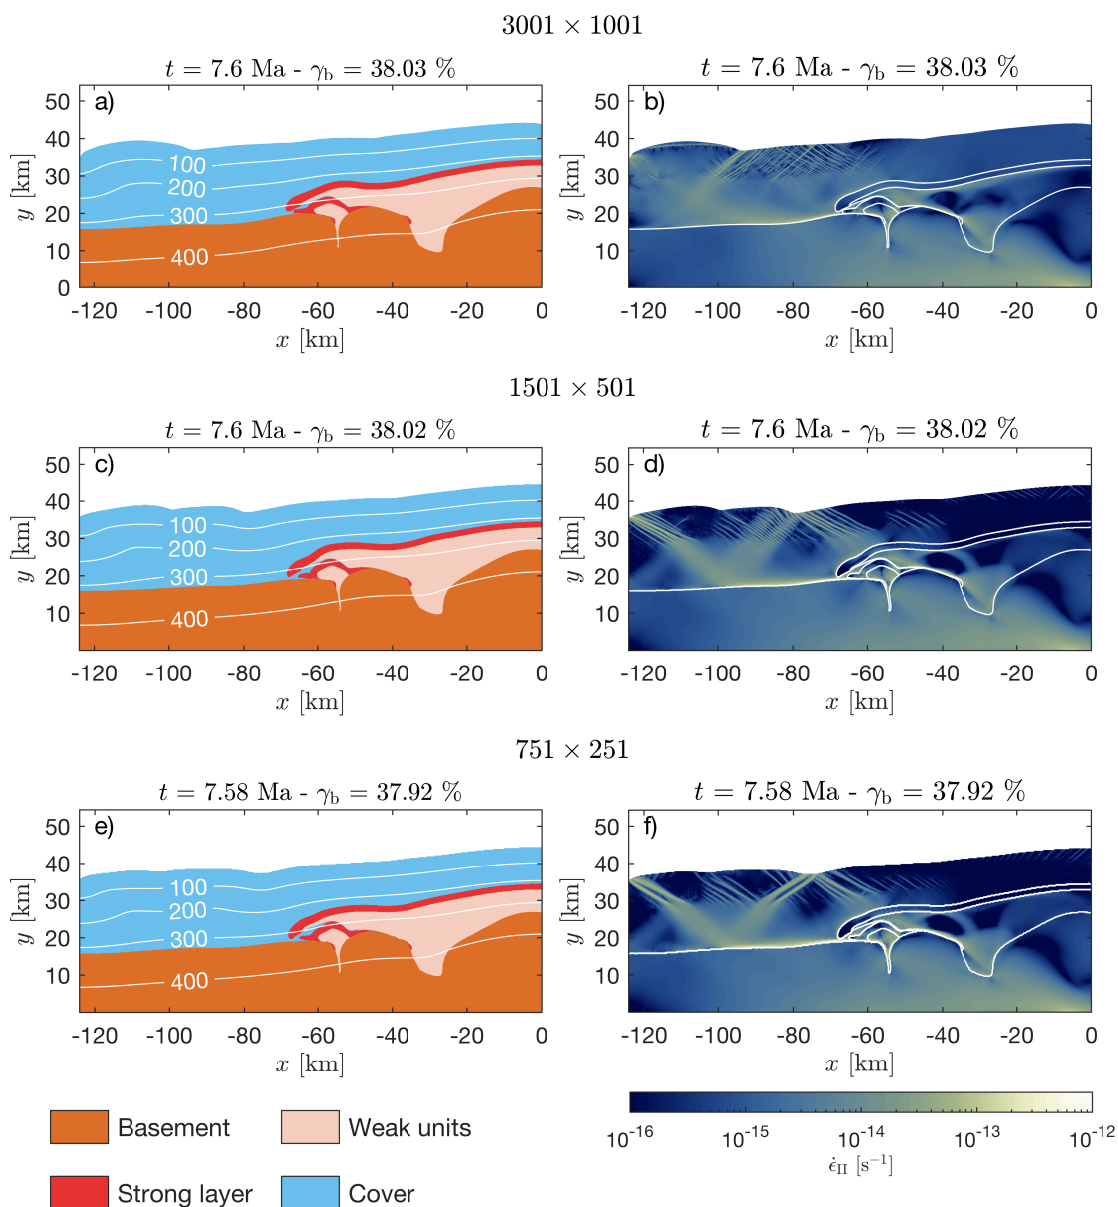 3001 × 1001
t = 7.6 Ma - γb = 38.03 %
t = 7.6 Ma - γb = 38.03 %
a)
b)
50
40
30
20
10
0
y [km]
100
200
300
400
-120 -100 -80 -60 -40 -20 0
x [km]
50
40
30
20
10
y [km]
-120 -100 -80 -60 -40 -20 0
x [km]
1501 × 501
t = 7.6 Ma - γb = 38.02 %
t = 7.6 Ma - γb = 38.02 %
c)
d)
50
40
30
20
10
y [km]
100
200
300
400
-120 -100 -80 -60 -40 -20 0
x [km]
50
40
30
20
10
y [km]
-120 -100 -80 -60 -40 -20 0
x [km]
751 × 251
t = 7.58 Ma - γb = 37.92 %
t = 7.58 Ma - γb = 37.92 %
e)
f)
50
40
30
20
10
y [km]
100
200
300
400
-120 -100 -80 -60 -40 -20 0
x [km]
50
40
30
20
10
y [km]
-120 -100 -80 -60 -40 -20 0
x [km]
Basement
Weak units
Strong layer
Cover
10⁻¹⁶ 10⁻¹⁵ 10⁻¹⁴ 10⁻¹³ 10⁻¹²
ϵ̇II [s⁻¹]